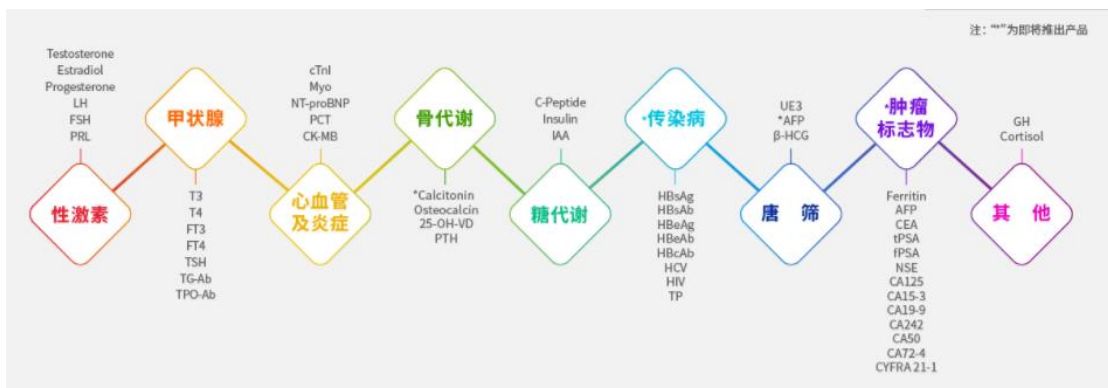 注："*"为即将推出产品
Testosterone
Estradiol
Progesterone
LH
FSH
PRL
性激素
甲状腺
T3
T4
FT3
FT4
TSH
TG-Ab
TPO-Ab
cTnI
Myo
NT-proBNP
PCT
CK-MB
心血管
及炎症
骨代谢
*Calcitonin
Osteocalcin
25-OH-VD
PTH
C-Peptide
Insulin
IAA
糖代谢
*传染病
HBsAg
HBsAb
HBeAg
HBeAb
HBcAb
HCV
HIV
TP
UE3
*AFP
β-HCG
唐 筛
*肿瘤
标志物
Ferritin
AFP
CEA
tPSA
fPSA
NSE
CA125
CA15-3
CA19-9
CA242
CA50
CA72-4
CYFRA 21-1
GH
Cortisol
其 他